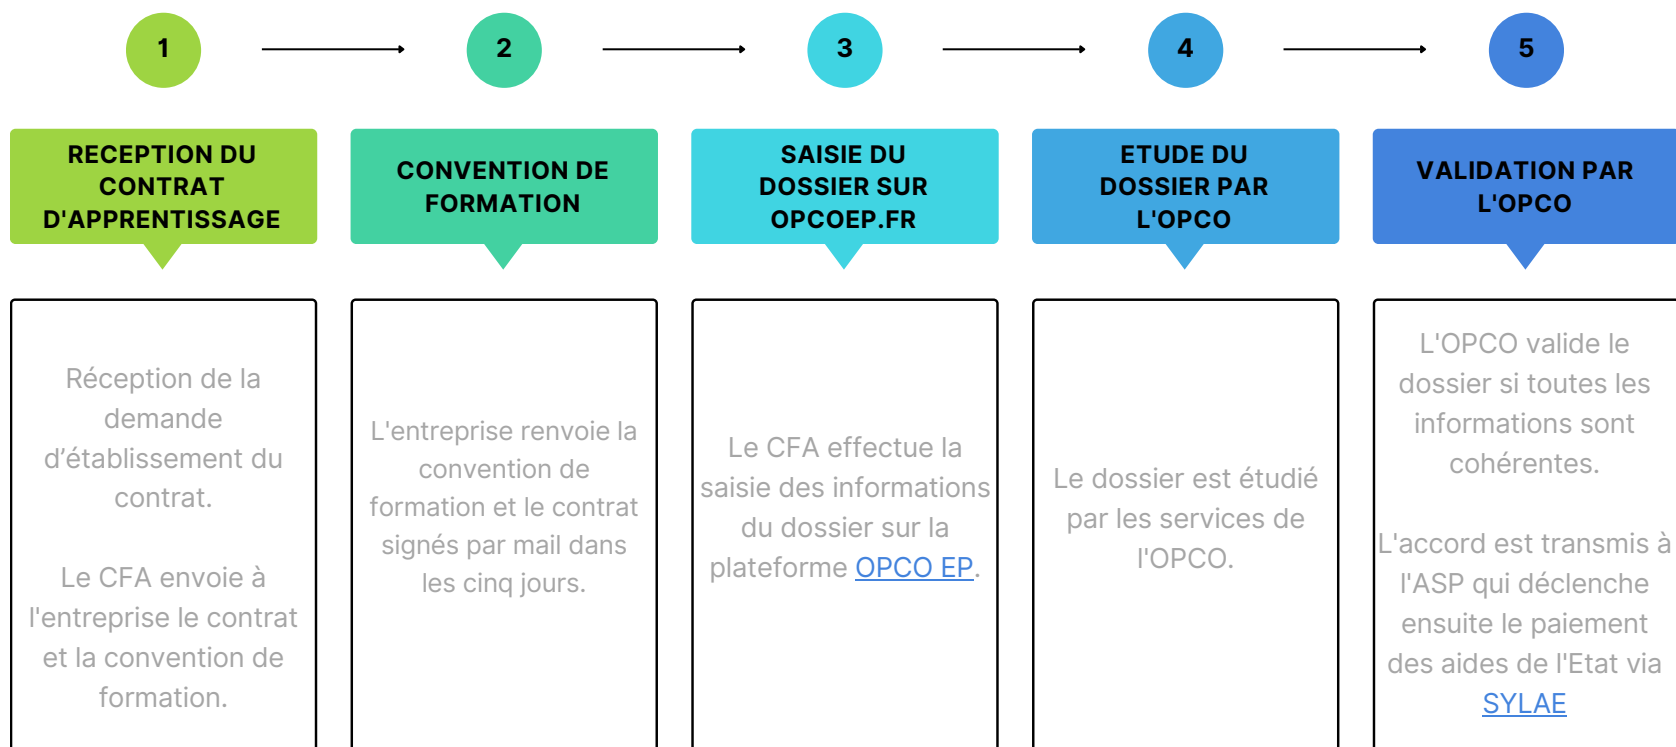 1
2
3
4
5
RECEPTION DU
CONTRAT
D'APPRENTISSAGE
CONVENTION DE
FORMATION
SAISIE DU
DOSSIER SUR
OPCOEP.FR
ETUDE DU
DOSSIER PAR
L'OPCO
VALIDATION PAR
L'OPCO
Réception de la
demande
d’établissement du
contrat.
Le CFA envoie à
l'entreprise le contrat
et la convention de
formation.
L'entreprise renvoie la
convention de
formation et le contrat
signés par mail dans
les cinq jours.
Le CFA effectue la
saisie des informations
du dossier sur la
plateforme OPCO EP.
Le dossier est étudié
par les services de
l'OPCO.
L'OPCO valide le
dossier si toutes les
informations sont
cohérentes.
L'accord est transmis à
l'ASP qui déclenche
ensuite le paiement
des aides de l'Etat via
SYLAE